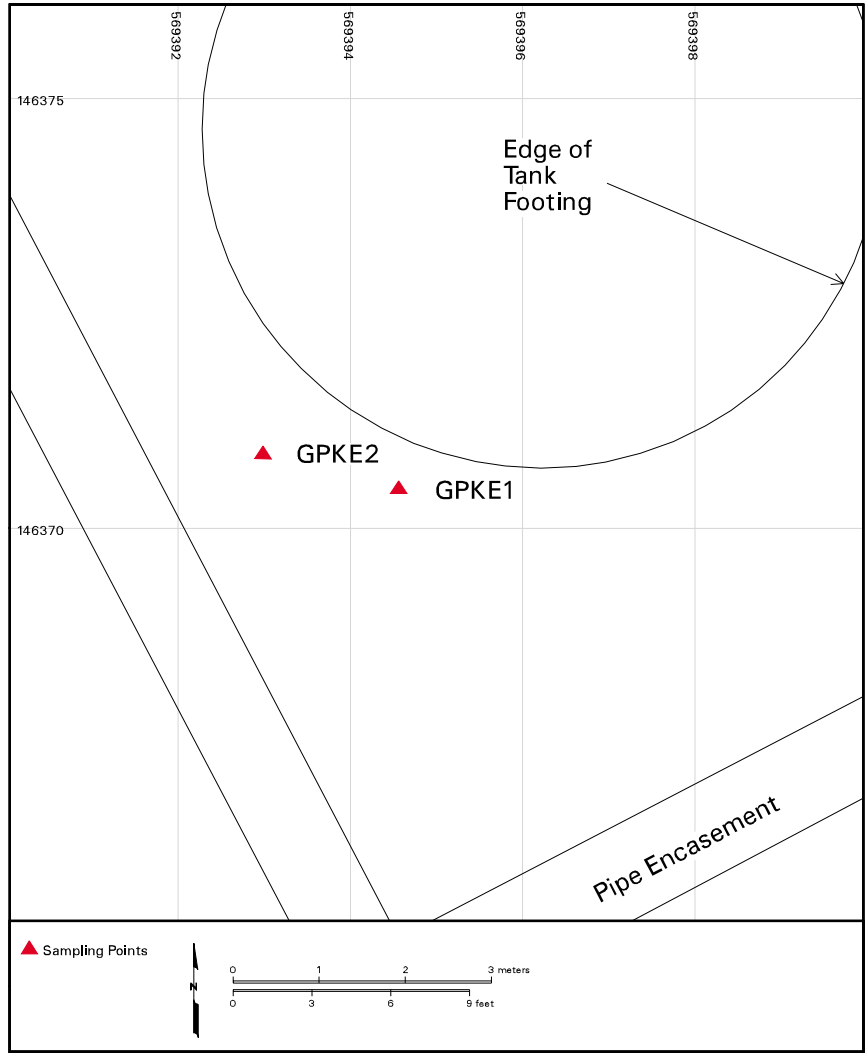 569392
569394
569396
569398
146375
Edge of
Tank
Footing
GPKE2
GPKE1
146370
Pipe Encasement
Sampling Points
N
0 1 2 3 meters
0 3 6 9 feet